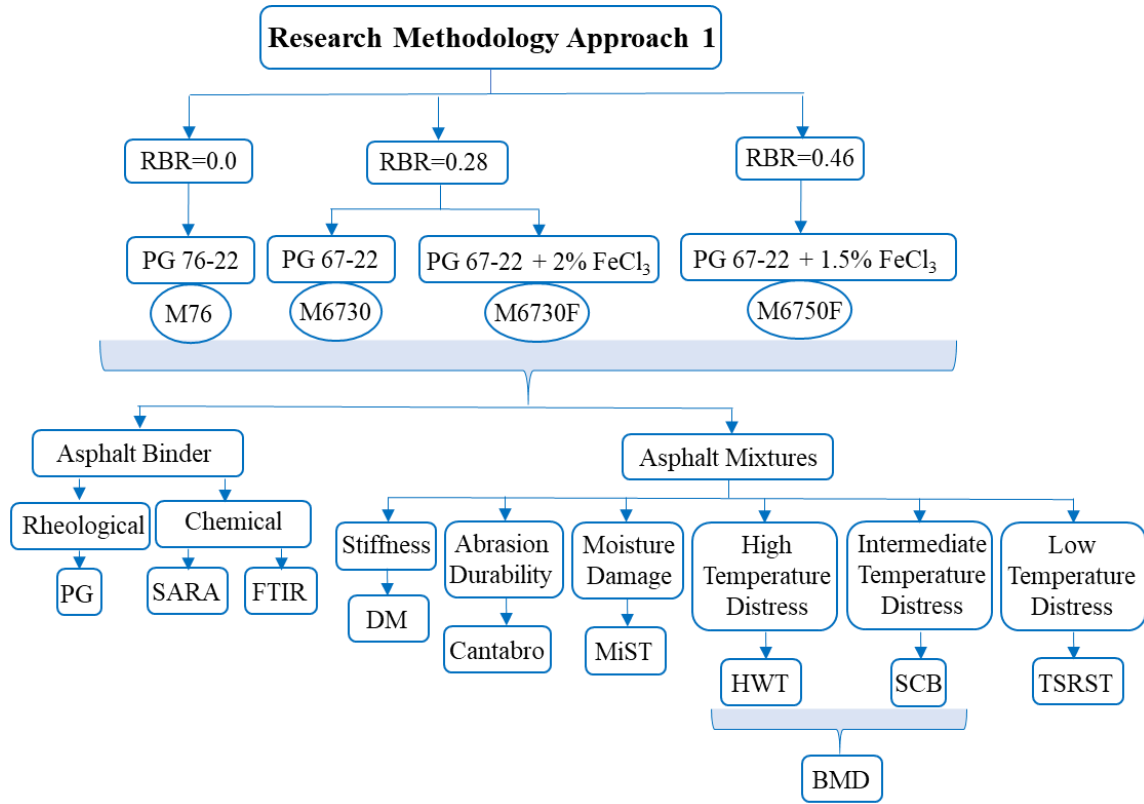 Research Methodology Approach 1
RBR=0.0
RBR=0.28
RBR=0.46
PG 76-22
PG 67-22
PG 67-22 + 2% FeCl₃
PG 67-22 + 1.5% FeCl₃
M76
M6730
M6730F
M6750F
Asphalt Binder
Asphalt Mixtures
Rheological
Chemical
PG
SARA
FTIR
Stiffness
Abrasion
Durability
Moisture
Damage
High
Temperature
Distress
Intermediate
Temperature
Distress
Low
Temperature
Distress
DM
Cantabro
MiST
HWT
SCB
TSRST
BMD